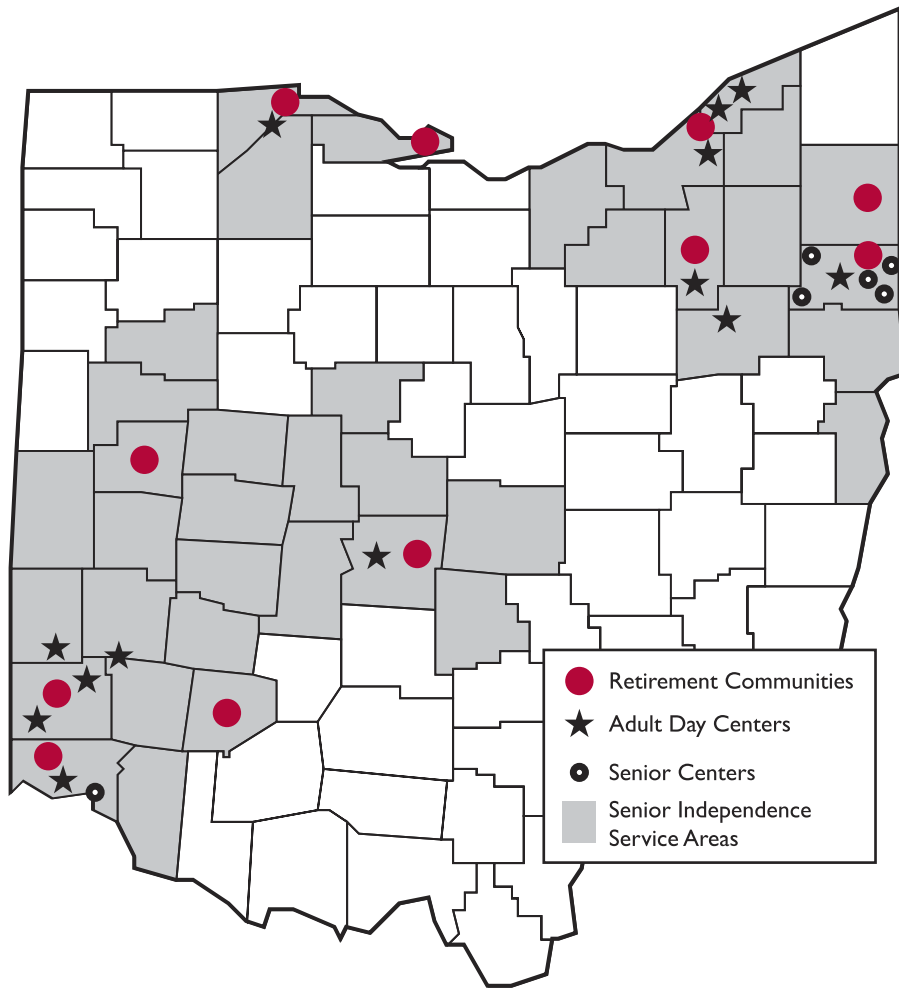 Retirement Communities
Adult Day Centers
Senior Centers
Senior Independence
Service Areas